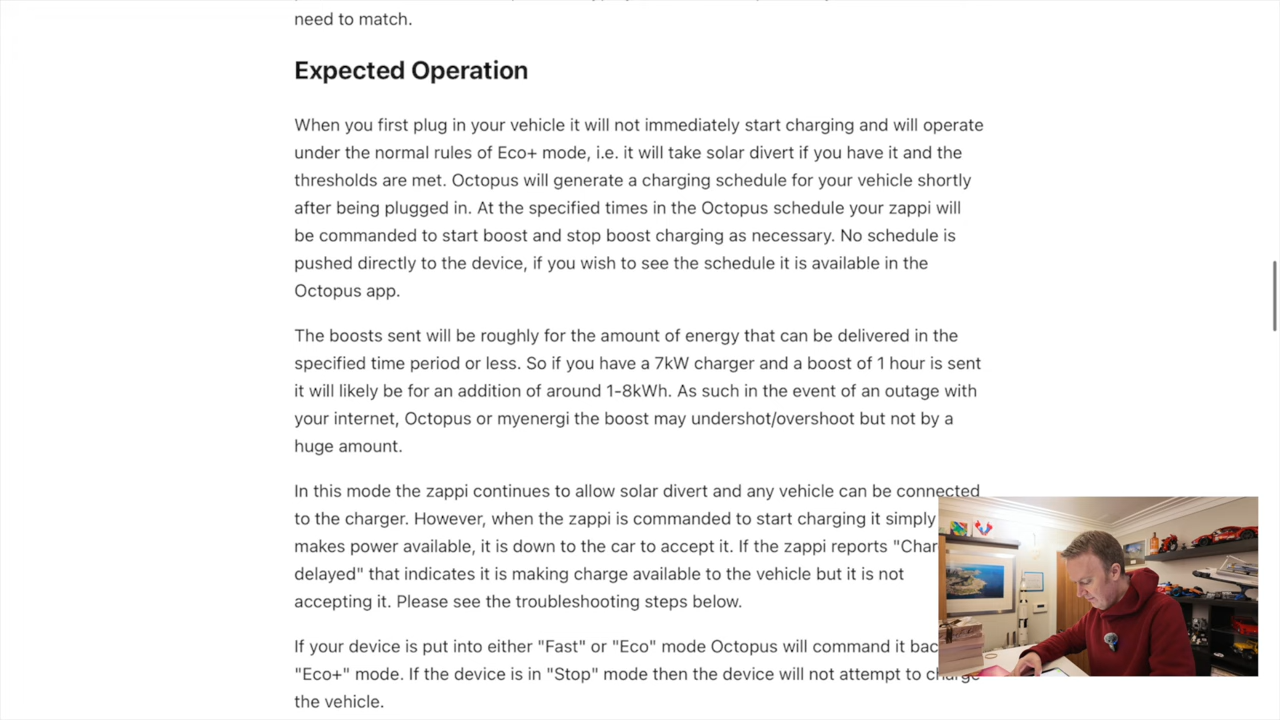 need to match.
Expected Operation
When you first plug in your vehicle it will not immediately start charging and will operate
under the normal rules of Eco+ mode, i.e. it will take solar divert if you have it and the
thresholds are met. Octopus will generate a charging schedule for your vehicle shortly
after being plugged in. At the specified times in the Octopus schedule your zappi will
be commanded to start boost and stop boost charging as necessary. No schedule is
pushed directly to the device, if you wish to see the schedule it is available in the
Octopus app.
The boosts sent will be roughly for the amount of energy that can be delivered in the
specified time period or less. So if you have a 7kW charger and a boost of 1 hour is sent
it will likely be for an addition of around 1-8kWh. As such in the event of an outage with
your internet, Octopus or myenergi the boost may undershot/overshoot but not by a
huge amount.
In this mode the zappi continues to allow solar divert and any vehicle can be connected
to the charger. However, when the zappi is commanded to start charging it simply
makes power available, it is down to the car to accept it. If the zappi reports "Char
delayed" that indicates it is making charge available to the vehicle but it is not
accepting it. Please see the troubleshooting steps below.
If your device is put into either "Fast" or "Eco" mode Octopus will command it bac
"Eco+" mode. If the device is in "Stop" mode then the device will not attempt to charge
the vehicle.